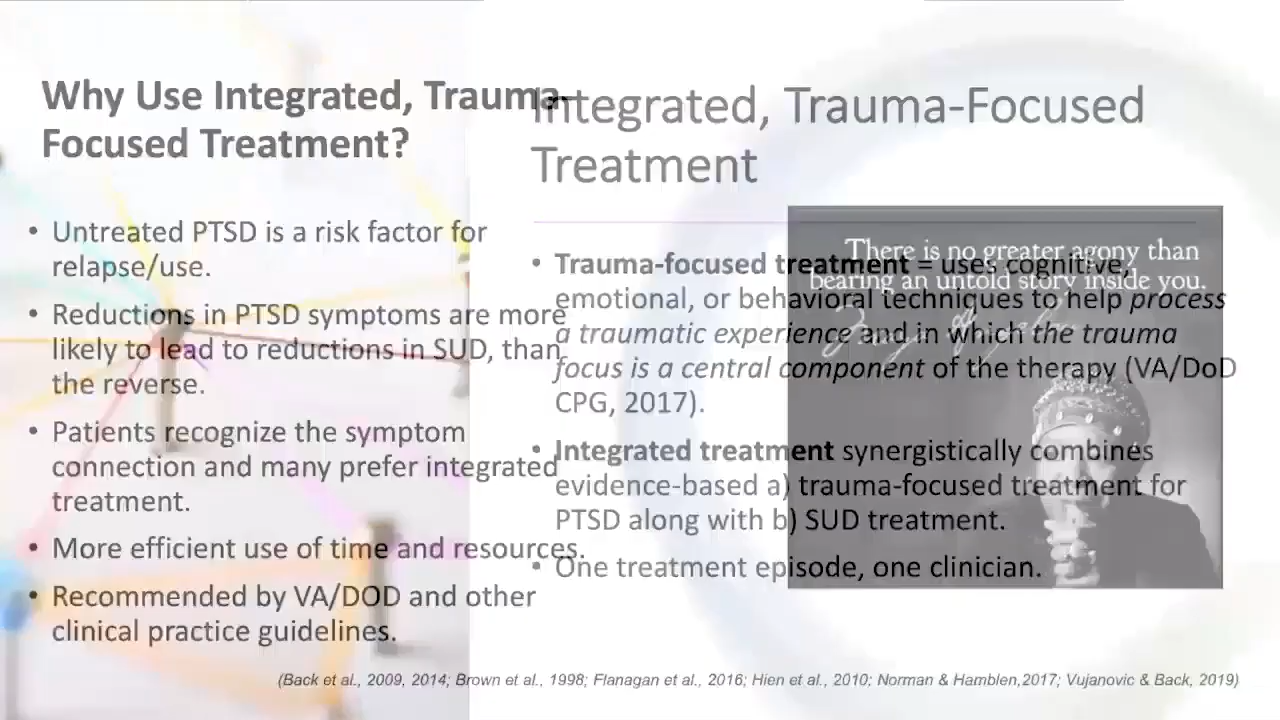 Why Use Integrated, Trauma-
Focused Treatment?
• Untreated PTSD is a risk factor for
relapse/use.
• Reductions in PTSD symptoms are more
likely to lead to reductions in SUD, than
the reverse.
• Patients recognize the symptom
connection and many prefer integrated
treatment.
• More efficient use of time and resources.
• Recommended by VA/DOD and other
clinical practice guidelines.
Integrated, Trauma-Focused
Treatment
• Trauma-focused treatment = uses cognitive,
emotional, or behavioral techniques to help process
a traumatic experience and in which the trauma
focus is a central component of the therapy (VA/DoD
CPG, 2017).
• Integrated treatment synergistically combines
evidence-based a) trauma-focused treatment for
PTSD along with b) SUD treatment.
• One treatment episode, one clinician.
There is no greater agony than
bearing an untold story inside you.
(Back et al., 2009, 2014; Brown et al., 1998; Flanagan et al., 2016; Hien et al., 2010; Norman & Hamblen,2017; Vujanovic & Back, 2019)